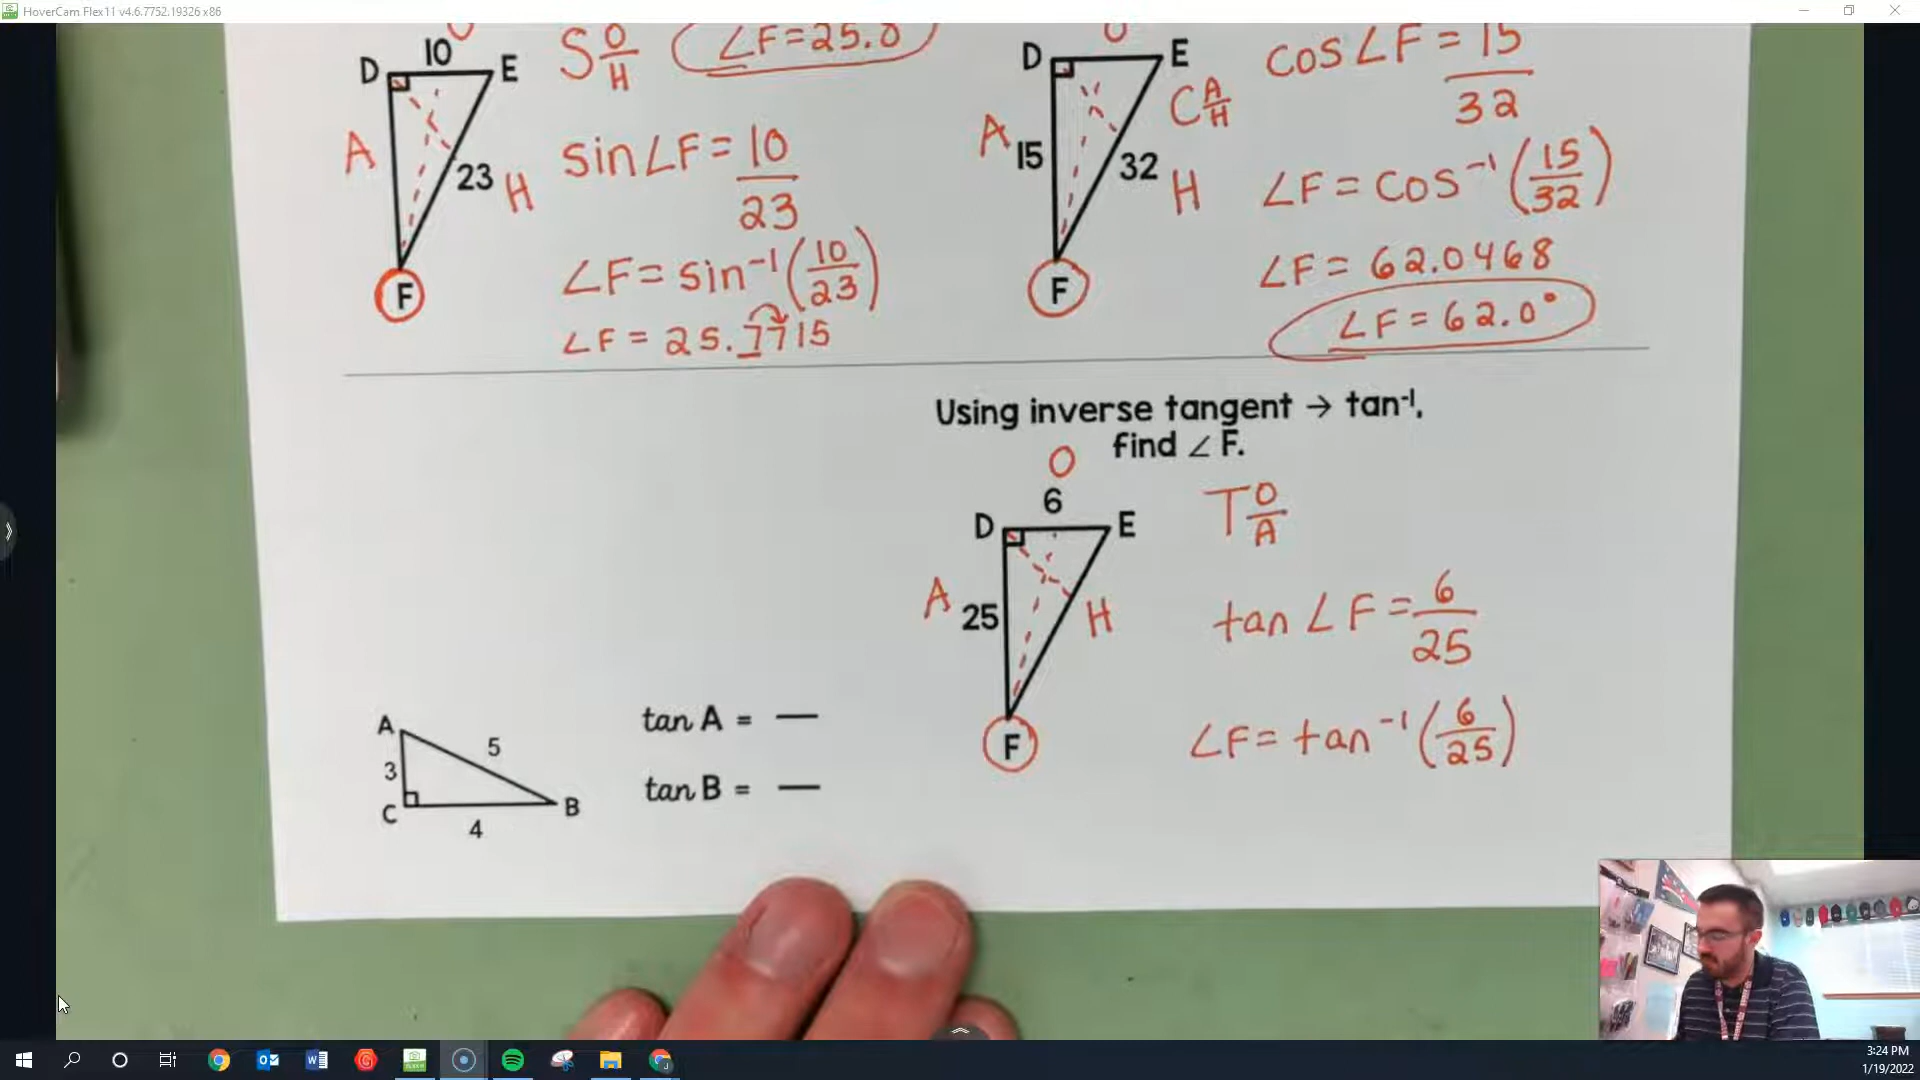 HoverCam Flex11 v4.6.7752.19326 x86
10
D
E
A
23
H
F
S O/H
∠F=25.0
sin∠F = 10/23
∠F = sin⁻¹(10/23)
∠F = 25.7715
O
D
E
A
15
32
H
F
C A/H
cos∠F = 15/32
∠F = cos⁻¹(15/32)
∠F = 62.0468
∠F = 62.0°
Using inverse tangent → tan⁻¹,
find ∠ F.
O
6
D
E
A
25
H
F
T O/A
tan ∠F = 6/25
∠F = tan⁻¹(6/25)
A
5
3
C
B
4
tan A = —
tan B = —
3:24 PM
1/19/2022